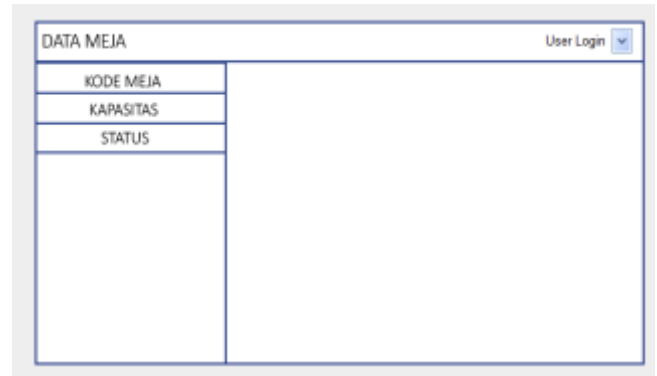 DATA MEJA
User Login
KODE MEJA
KAPASITAS
STATUS